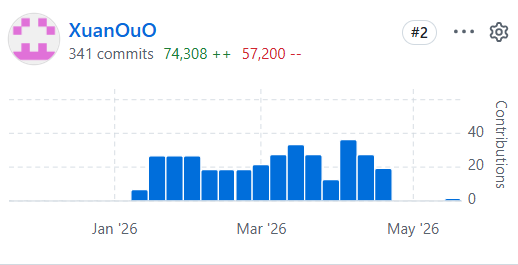 XuanOuO
#2
341 commits 74,308 ++ 57,200 --
Contributions
40
20
0
Jan '26 Mar '26 May '26